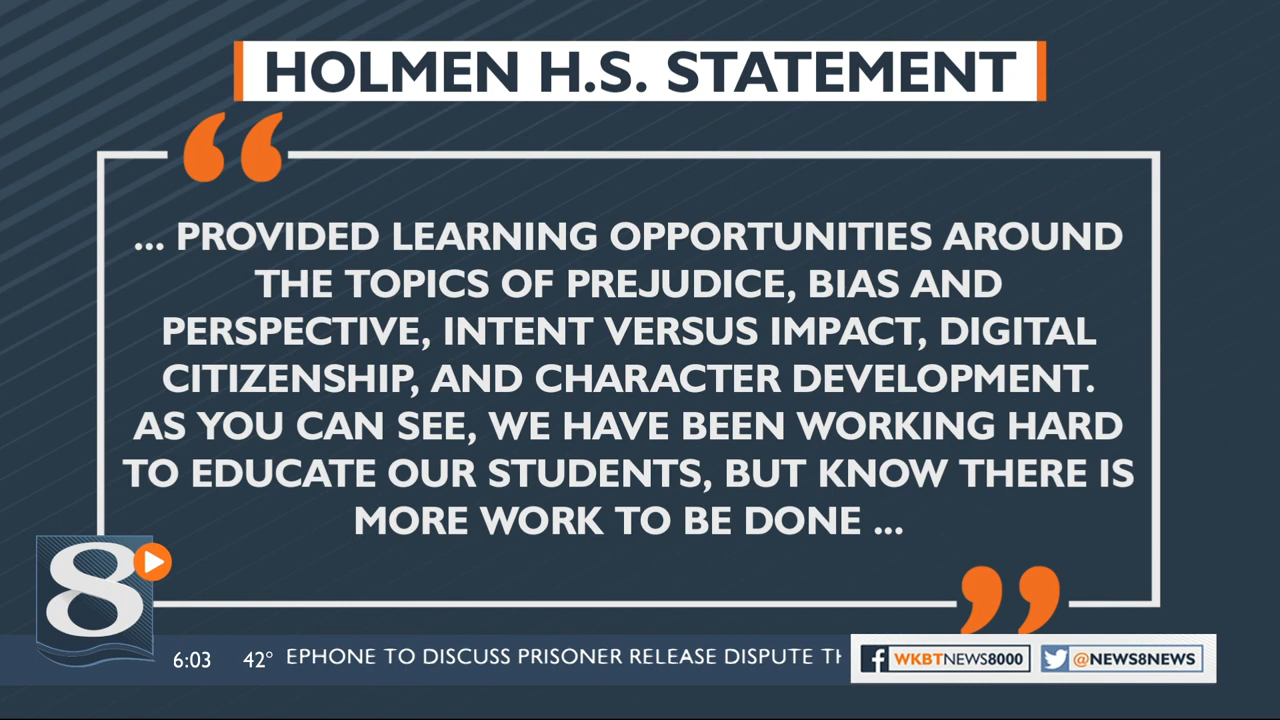 HOLMEN H.S. STATEMENT
“
... PROVIDED LEARNING OPPORTUNITIES AROUND
THE TOPICS OF PREJUDICE, BIAS AND
PERSPECTIVE, INTENT VERSUS IMPACT, DIGITAL
CITIZENSHIP, AND CHARACTER DEVELOPMENT.
AS YOU CAN SEE, WE HAVE BEEN WORKING HARD
TO EDUCATE OUR STUDENTS, BUT KNOW THERE IS
MORE WORK TO BE DONE ...
”
8
6:03 42° EPHONE TO DISCUSS PRISONER RELEASE DISPUTE TH
WKBTNEWS8000 @NEWS8NEWS